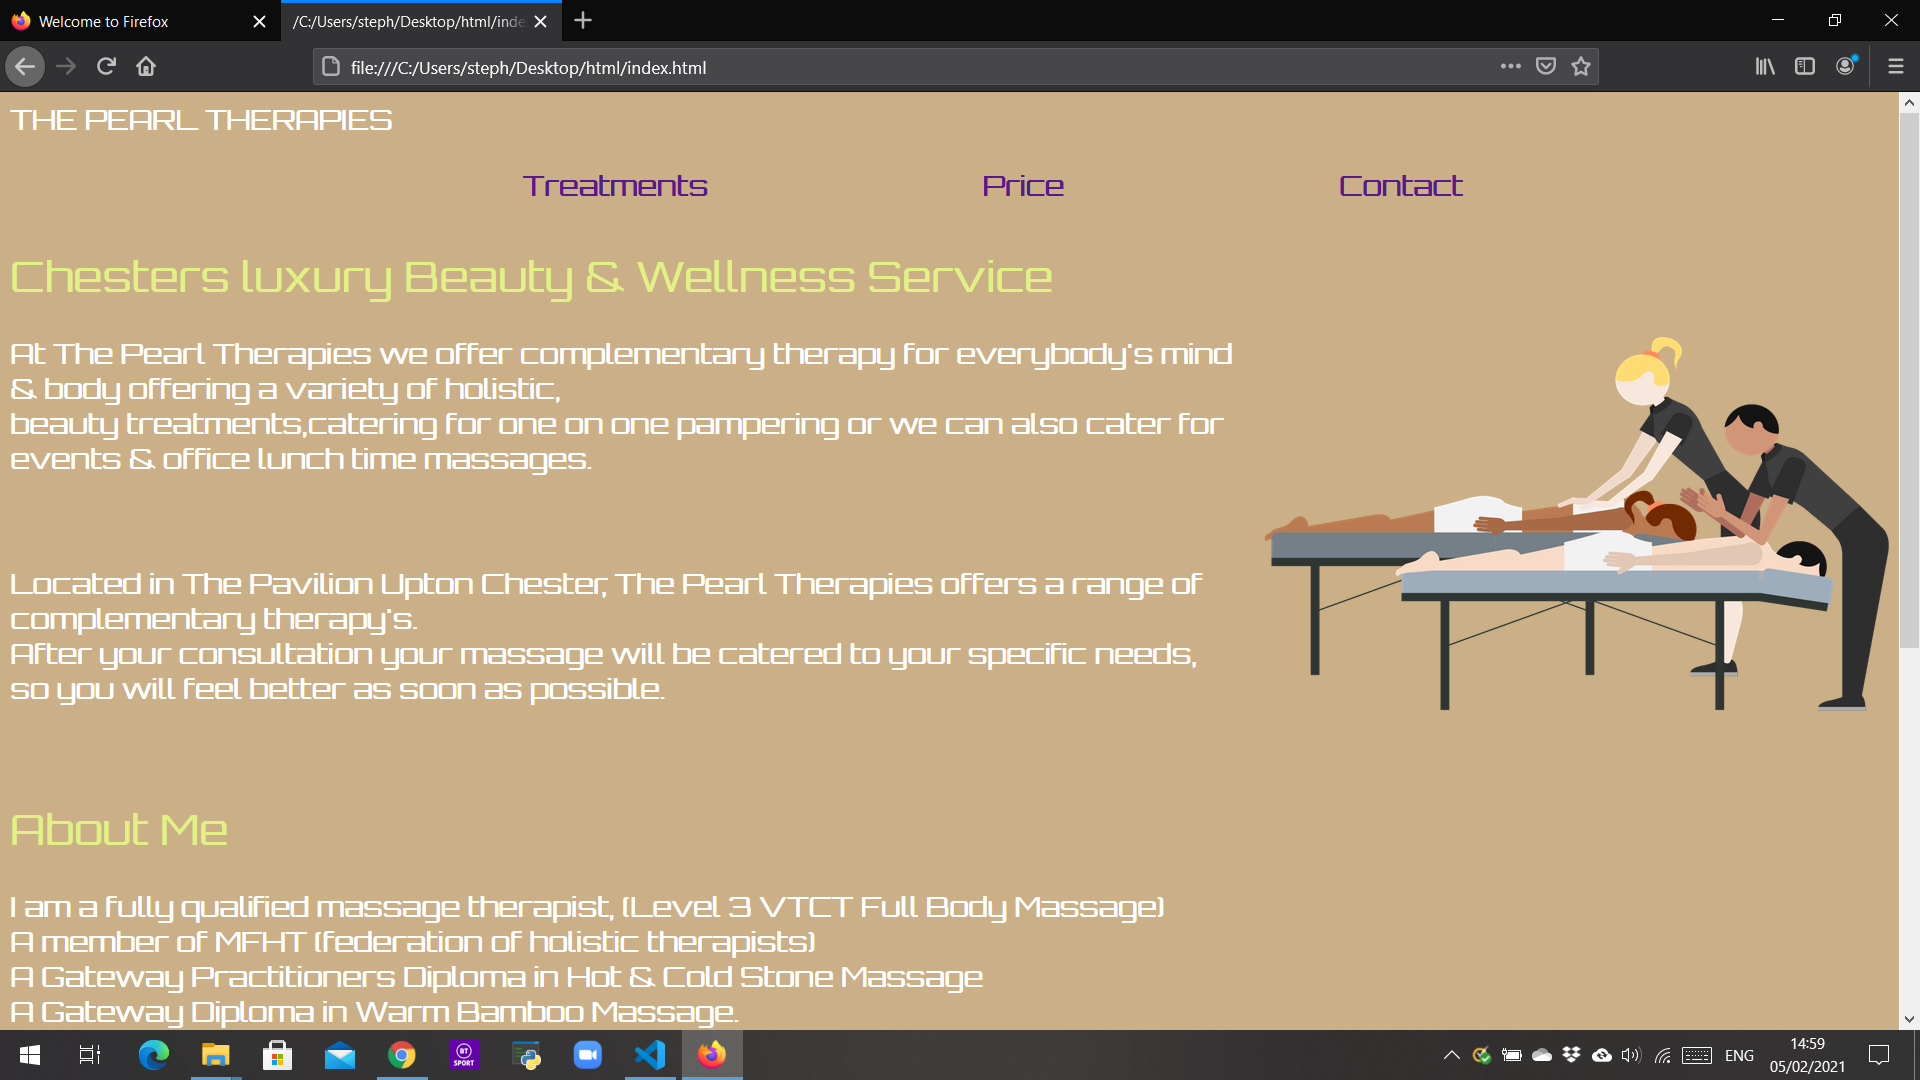 Welcome to Firefox
/C:/Users/steph/Desktop/html/inde
file:///C:/Users/steph/Desktop/html/index.html
THE PEARL THERAPIES
Treatments Price Contact
Chesters luxury Beauty & Wellness Service
At The Pearl Therapies we offer complementary therapy for everybody's mind
& body offering a variety of holistic,
beauty treatments,catering for one on one pampering or we can also cater for
events & office lunch time massages.
Located in The Pavilion Upton Chester, The Pearl Therapies offers a range of
complementary therapy's.
After your consultation your massage will be catered to your specific needs,
so you will feel better as soon as possible.
About Me
I am a fully qualified massage therapist, (Level 3 VTCT Full Body Massage)
A member of MFHT (federation of holistic therapists)
A Gateway Practitioners Diploma in Hot & Cold Stone Massage
A Gateway Diploma in Warm Bamboo Massage.
BT
SPORT
ENG
14:59
05/02/2021